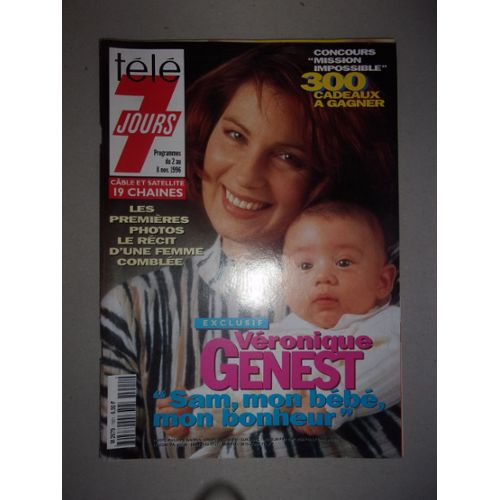 télé
7
JOURS
Programmes
du 2 au
8 nov. 1996
CÂBLE ET SATELLITE
19 CHAINES
CONCOURS
"MISSION
IMPOSSIBLE"
300
CADEAUX
A GAGNER
LES
PREMIÈRES
PHOTOS
LE RÉCIT
D'UNE FEMME
COMBLÉE
EXCLUSIF
Véronique
GENEST
"Sam, mon bébé,
mon bonheur"